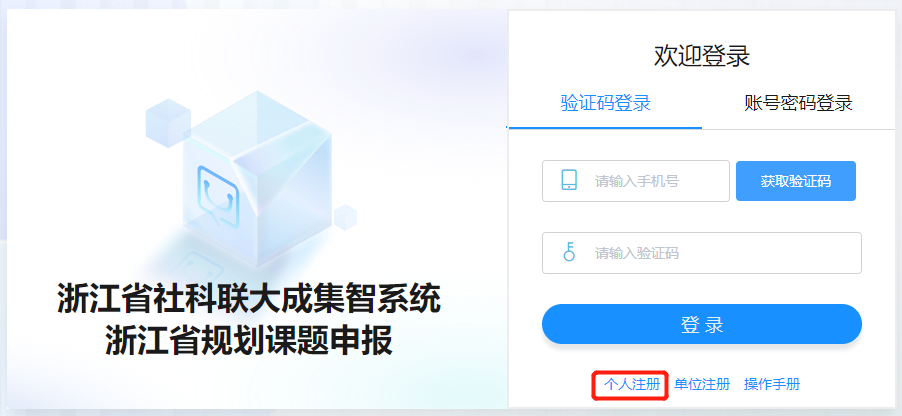 欢迎登录
验证码登录 账号密码登录
请输入手机号 获取验证码
请输入验证码
浙江省社科联大成集智系统
浙江省规划课题申报
登 录
个人注册 单位注册 操作手册